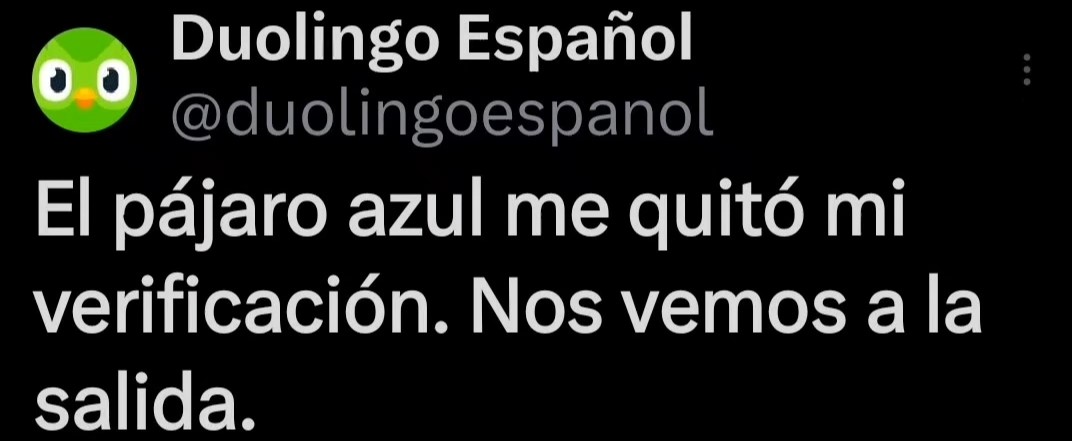 Duolingo Español
@duolingoespanol
El pájaro azul me quitó mi
verificación. Nos vemos a la
salida.